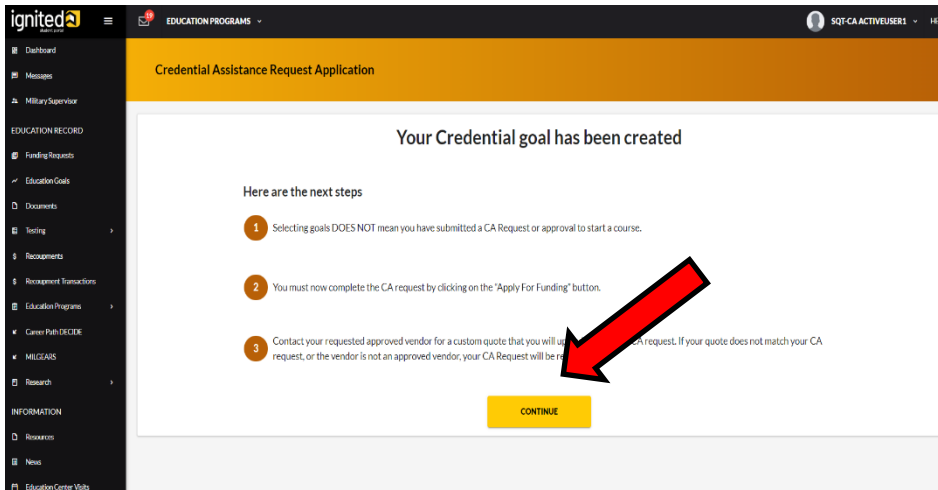 ignited
student portal
19
EDUCATION PROGRAMS
SQT-CA ACTIVEUSER1
Dashboard
Messages
Military Supervisor
EDUCATION RECORD
Funding Requests
Education Goals
Documents
Testing
Recoupments
Recoupment Transactions
Education Programs
Career Path DECIDE
MILGEARS
Research
INFORMATION
Resources
News
Education Center Visits
Credential Assistance Request Application
Your Credential goal has been created
Here are the next steps
1 Selecting goals DOES NOT mean you have submitted a CA Request or approval to start a course.
2 You must now complete the CA request by clicking on the "Apply For Funding" button.
3 Contact your requested approved vendor for a custom quote that you will CA request. If your quote does not match your CA
request, or the vendor is not an approved vendor, your CA Request will be
CONTINUE